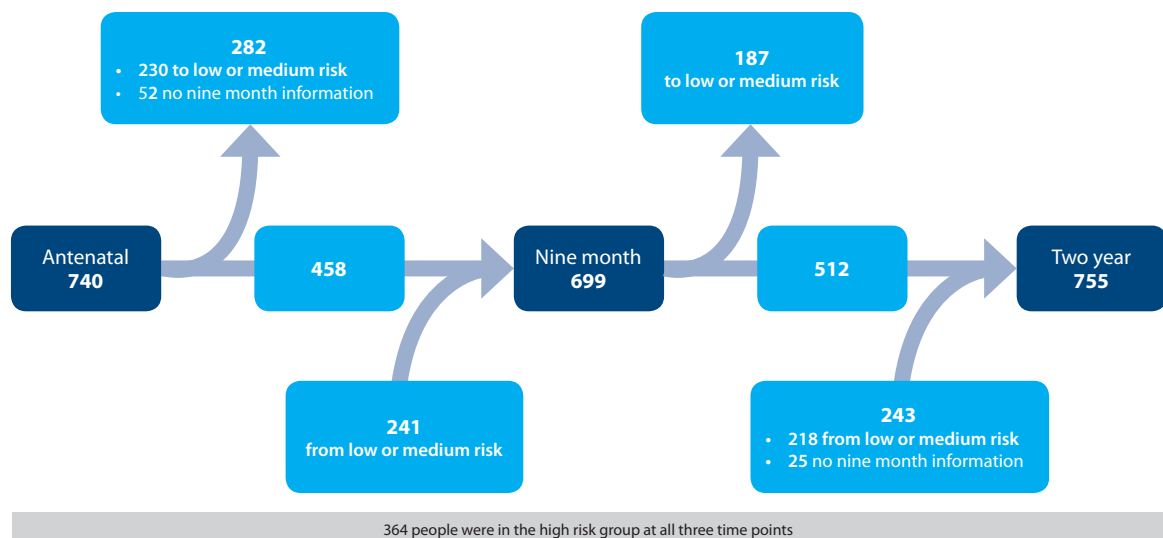 282
• 230 to low or medium risk
• 52 no nine month information
187
to low or medium risk
Antenatal
740
458
Nine month
699
512
Two year
755
241
from low or medium risk
243
• 218 from low or medium risk
• 25 no nine month information
364 people were in the high risk group at all three time points